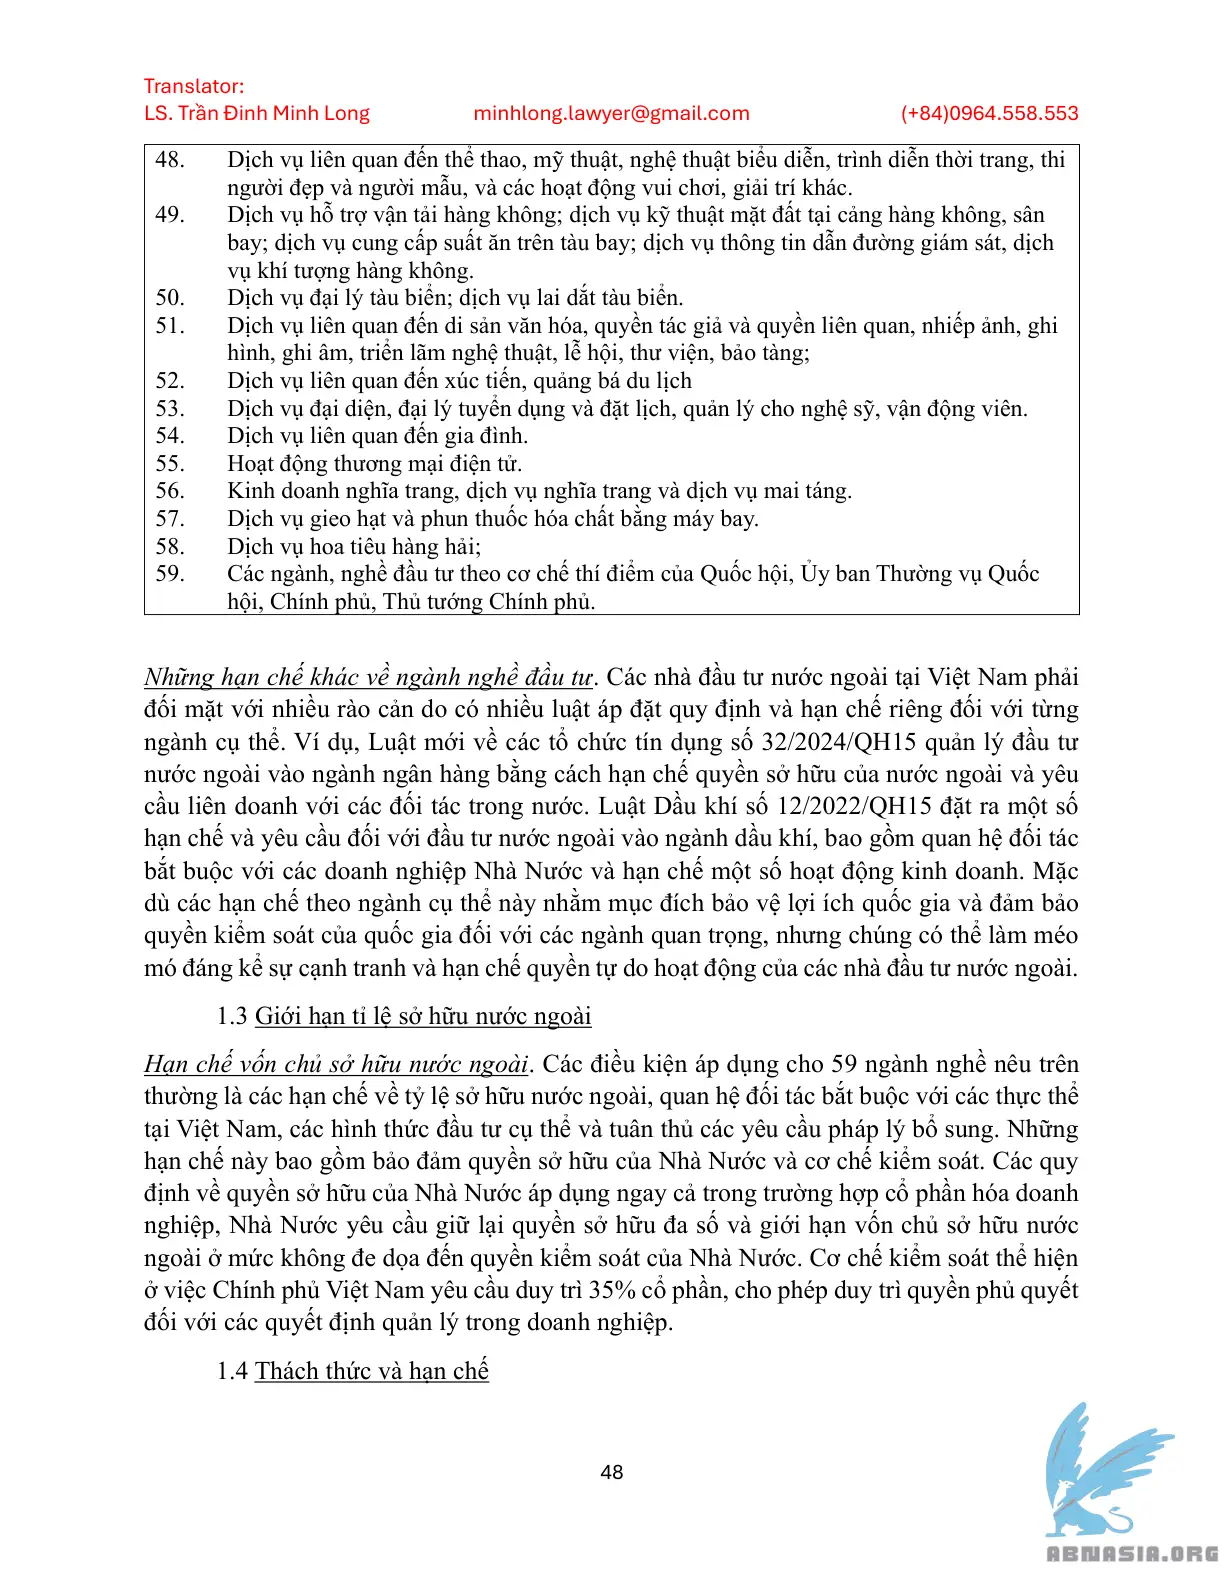 Translator:
LS. Trần Đinh Minh Long minhlong.lawyer@gmail.com (+84)0964.558.553
48. Dịch vụ liên quan đến thể thao, mỹ thuật, nghệ thuật biểu diễn, trình diễn thời trang, thi
người đẹp và người mẫu, và các hoạt động vui chơi, giải trí khác.
49. Dịch vụ hỗ trợ vận tải hàng không; dịch vụ kỹ thuật mặt đất tại cảng hàng không, sân
bay; dịch vụ cung cấp suất ăn trên tàu bay; dịch vụ thông tin dẫn đường giám sát, dịch
vụ khí tượng hàng không.
50. Dịch vụ đại lý tàu biển; dịch vụ lai dắt tàu biển.
51. Dịch vụ liên quan đến di sản văn hóa, quyền tác giả và quyền liên quan, nhiếp ảnh, ghi
hình, ghi âm, triển lãm nghệ thuật, lễ hội, thư viện, bảo tàng;
52. Dịch vụ liên quan đến xúc tiến, quảng bá du lịch
53. Dịch vụ đại diện, đại lý tuyển dụng và đặt lịch, quản lý cho nghệ sỹ, vận động viên.
54. Dịch vụ liên quan đến gia đình.
55. Hoạt động thương mại điện tử.
56. Kinh doanh nghĩa trang, dịch vụ nghĩa trang và dịch vụ mai táng.
57. Dịch vụ gieo hạt và phun thuốc hóa chất bằng máy bay.
58. Dịch vụ hoa tiêu hàng hải;
59. Các ngành, nghề đầu tư theo cơ chế thí điểm của Quốc hội, Ủy ban Thường vụ Quốc
hội, Chính phủ, Thủ tướng Chính phủ.
Những hạn chế khác về ngành nghề đầu tư. Các nhà đầu tư nước ngoài tại Việt Nam phải
đối mặt với nhiều rào cản do có nhiều luật áp đặt quy định và hạn chế riêng đối với từng
ngành cụ thể. Ví dụ, Luật mới về các tổ chức tín dụng số 32/2024/QH15 quản lý đầu tư
nước ngoài vào ngành ngân hàng bằng cách hạn chế quyền sở hữu của nước ngoài và yêu
cầu liên doanh với các đối tác trong nước. Luật Dầu khí số 12/2022/QH15 đặt ra một số
hạn chế và yêu cầu đối với đầu tư nước ngoài vào ngành dầu khí, bao gồm quan hệ đối tác
bắt buộc với các doanh nghiệp Nhà Nước và hạn chế một số hoạt động kinh doanh. Mặc
dù các hạn chế theo ngành cụ thể này nhằm mục đích bảo vệ lợi ích quốc gia và đảm bảo
quyền kiểm soát của quốc gia đối với các ngành quan trọng, nhưng chúng có thể làm méo
mó đáng kể sự cạnh tranh và hạn chế quyền tự do hoạt động của các nhà đầu tư nước ngoài.
1.3 Giới hạn tỉ lệ sở hữu nước ngoài
Hạn chế vốn chủ sở hữu nước ngoài. Các điều kiện áp dụng cho 59 ngành nghề nêu trên
thường là các hạn chế về tỷ lệ sở hữu nước ngoài, quan hệ đối tác bắt buộc với các thực thể
tại Việt Nam, các hình thức đầu tư cụ thể và tuân thủ các yêu cầu pháp lý bổ sung. Những
hạn chế này bao gồm bảo đảm quyền sở hữu của Nhà Nước và cơ chế kiểm soát. Các quy
định về quyền sở hữu của Nhà Nước áp dụng ngay cả trong trường hợp cổ phần hóa doanh
nghiệp, Nhà Nước yêu cầu giữ lại quyền sở hữu đa số và giới hạn vốn chủ sở hữu nước
ngoài ở mức không đe dọa đến quyền kiểm soát của Nhà Nước. Cơ chế kiểm soát thể hiện
ở việc Chính phủ Việt Nam yêu cầu duy trì 35% cổ phần, cho phép duy trì quyền phủ quyết
đối với các quyết định quản lý trong doanh nghiệp.
1.4 Thách thức và hạn chế
48
ABNASIA.ORG